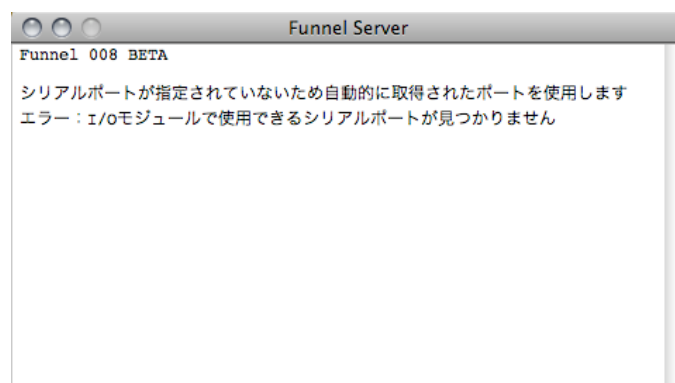 Funnel Server
Funnel 008 BETA
シリアルポートが指定されていないため自動的に取得されたポートを使用します
エラー：I/Oモジュールで使用できるシリアルポートが見つかりません